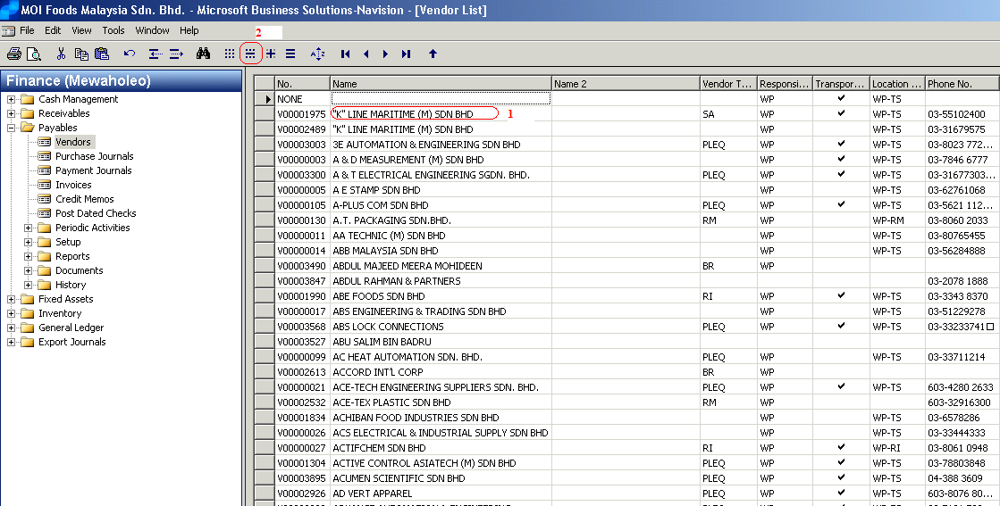 MOI Foods Malaysia Sdn. Bhd. - Microsoft Business Solutions-Navision - [Vendor List]
File Edit View Tools Window Help
2
Finance (Mewaholeo)
Cash Management
Receivables
Payables
Vendors
Purchase Journals
Payment Journals
Invoices
Credit Memos
Post Dated Checks
Periodic Activities
Setup
Reports
Documents
History
Fixed Assets
Inventory
General Ledger
Export Journals
No. Name Name 2 Vendor T... Responsi... Transpor... Location ... Phone No.
NONE WP ✔ WP-TS
V00001975 "K" LINE MARITIME (M) SDN BHD 1 SA WP ✔ WP-TS 03-55102400
V00002489 "K" LINE MARITIME (M) SDN BHD WP WP-TS 03-31679575
V00003003 3E AUTOMATION & ENGINEERING SDN BHD PLEQ WP ✔ WP-TS 03-8023 772...
V00000003 A & D MEASUREMENT (M) SDN BHD WP ✔ WP-TS 03-7846 6777
V00003300 A & T ELECTRICAL ENGINEERING SGDN. BHD. PLEQ WP ✔ WP-TS 03-31677303...
V00000005 A E STAMP SDN BHD WP WP-TS 03-62761068
V00000105 A-PLUS COM SDN BHD PLEQ WP ✔ WP-TS 03-5621 112...
V00000130 A.T. PACKAGING SDN.BHD. RM WP WP-RM 03-8060 2033
V00000011 AA TECHNIC (M) SDN BHD WP WP-TS 03-80765455
V00000014 ABB MALAYSIA SDN BHD WP WP-TS 03-56284888
V00003490 ABDUL MAJEED MEERA MOHIDEEN BR WP
V00003847 ABDUL RAHMAN & PARTNERS 03-2078 1888
V00001990 ABE FOODS SDN BHD RI WP ✔ WP-TS 03-3343 8370
V00000017 ABS ENGINEERING & TRADING SDN BHD WP WP-TS 03-51229278
V00003568 ABS LOCK CONNECTIONS PLEQ WP ✔ WP-TS 03-33233741□
V00003527 ABU SALIM BIN BADRU WP
V00000099 AC HEAT AUTOMATION SDN. BHD. PLEQ WP WP-TS 03-33711214
V00002613 ACCORD INT'L CORP BR WP
V00000021 ACE-TECH ENGINEERING SUPPLIERS SDN. BHD. PLEQ WP ✔ WP-TS 603-4280 2633
V00002532 ACE-TEX PLASTIC SDN BHD RM WP 603-32916300
V00001834 ACHIBAN FOOD INDUSTRIES SDN BHD WP WP-TS 03-6578286
V00000026 ACS ELECTRICAL & INDUSTRIAL SUPPLY SDN BHD WP WP-TS 03-33444333
V00000027 ACTIFCHEM SDN BHD RI WP ✔ WP-RI 03-8061 0948
V00001304 ACTIVE CONTROL ASIATECH (M) SDN BHD PLEQ WP ✔ WP-TS 03-78803848
V00003895 ACUMEN SCIENTIFIC SDN BHD PLEQ WP ✔ WP-TS 04-388 3609
V00002926 AD VERT APPAREL PLEQ WP ✔ WP-TS 603-8076 80...